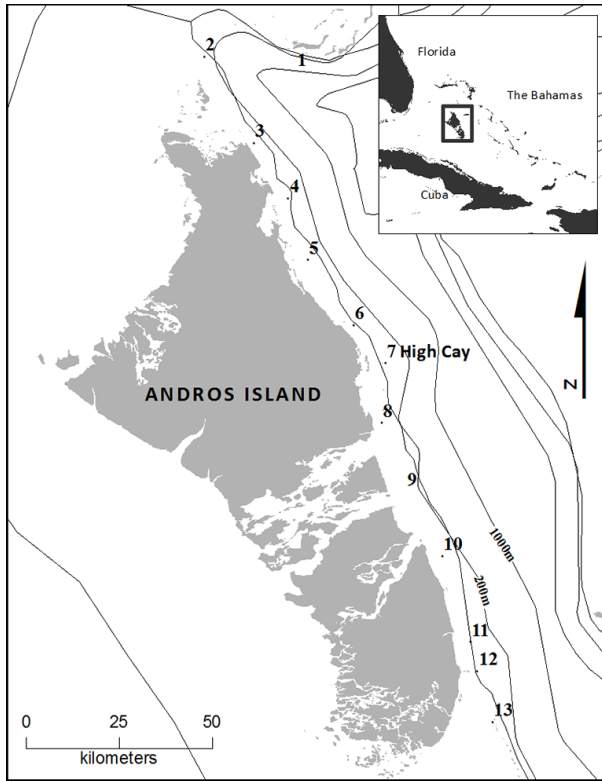 Florida
The Bahamas
Cuba
1
2
3
4
5
6
7 High Cay
ANDROS ISLAND
8
9
10
1000m
200m
11
12
13
N
0 25 50
kilometers